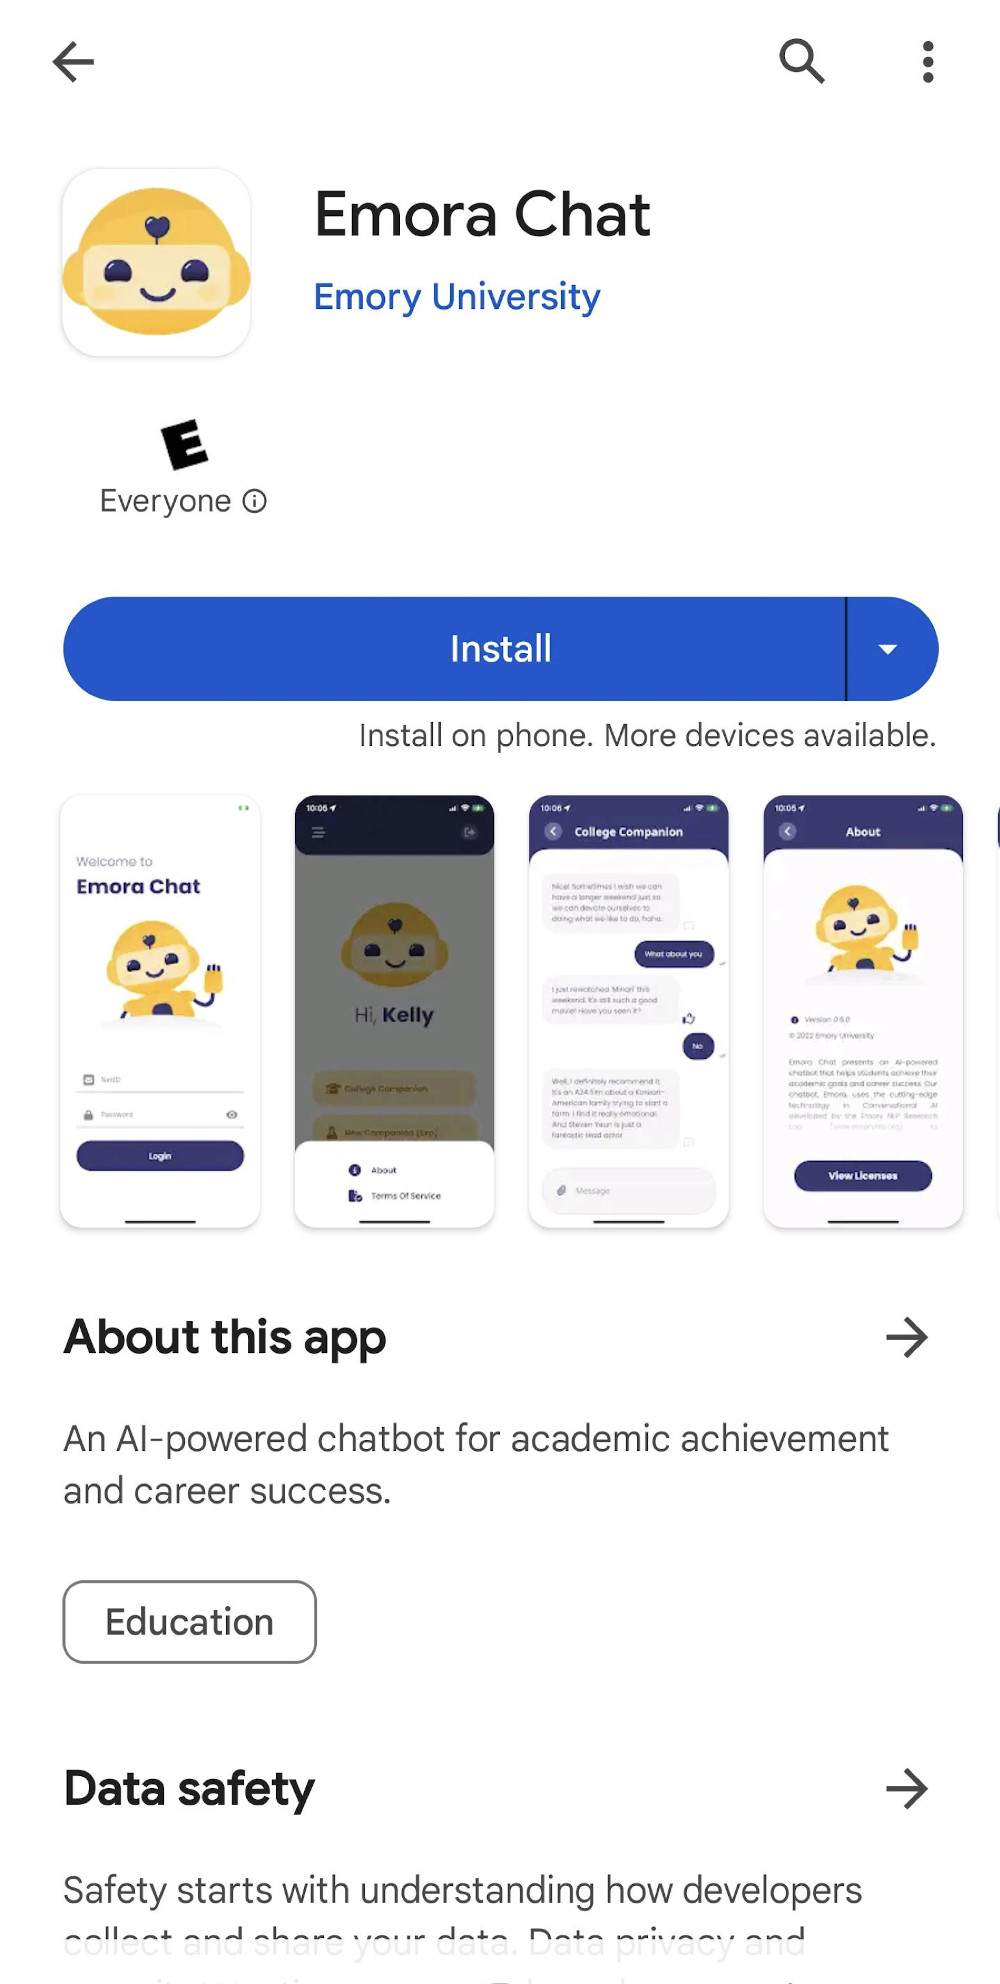 Emora Chat
Emory University
E
Everyone
Install
Install on phone. More devices available.
Welcome to
Emora Chat
NetID
Password
Login
10:05
Hi, Kelly
College Companion
New Companion (Exp)
About
Terms Of Service
10:06
College Companion
Nice! Sometimes I wish we can
have a longer weekend just so
we can devote ourselves to
doing what we like to do, haha.
What about you
I just rewatched 'Minari' this
weekend. It's still such a good
movie! Have you seen it?
No
Well, I definitely recommend it.
It's an A24 film about a Korean-
American family trying to start a
farm. I find it really emotional.
And Steven Yeun is just a
fantastic lead actor
Message
10:05
About
Version 0.6.0
© 2022 Emory University
Emora Chat presents an AI-powered
chatbot that helps students achieve their
academic goals and career success. Our
chatbot, Emora, uses the cutting-edge
technology in Conversational AI
developed by the Emory NLP Research
View Licenses
About this app
An AI-powered chatbot for academic achievement
and career success.
Education
Data safety
Safety starts with understanding how developers
collect and share your data. Data privacy and